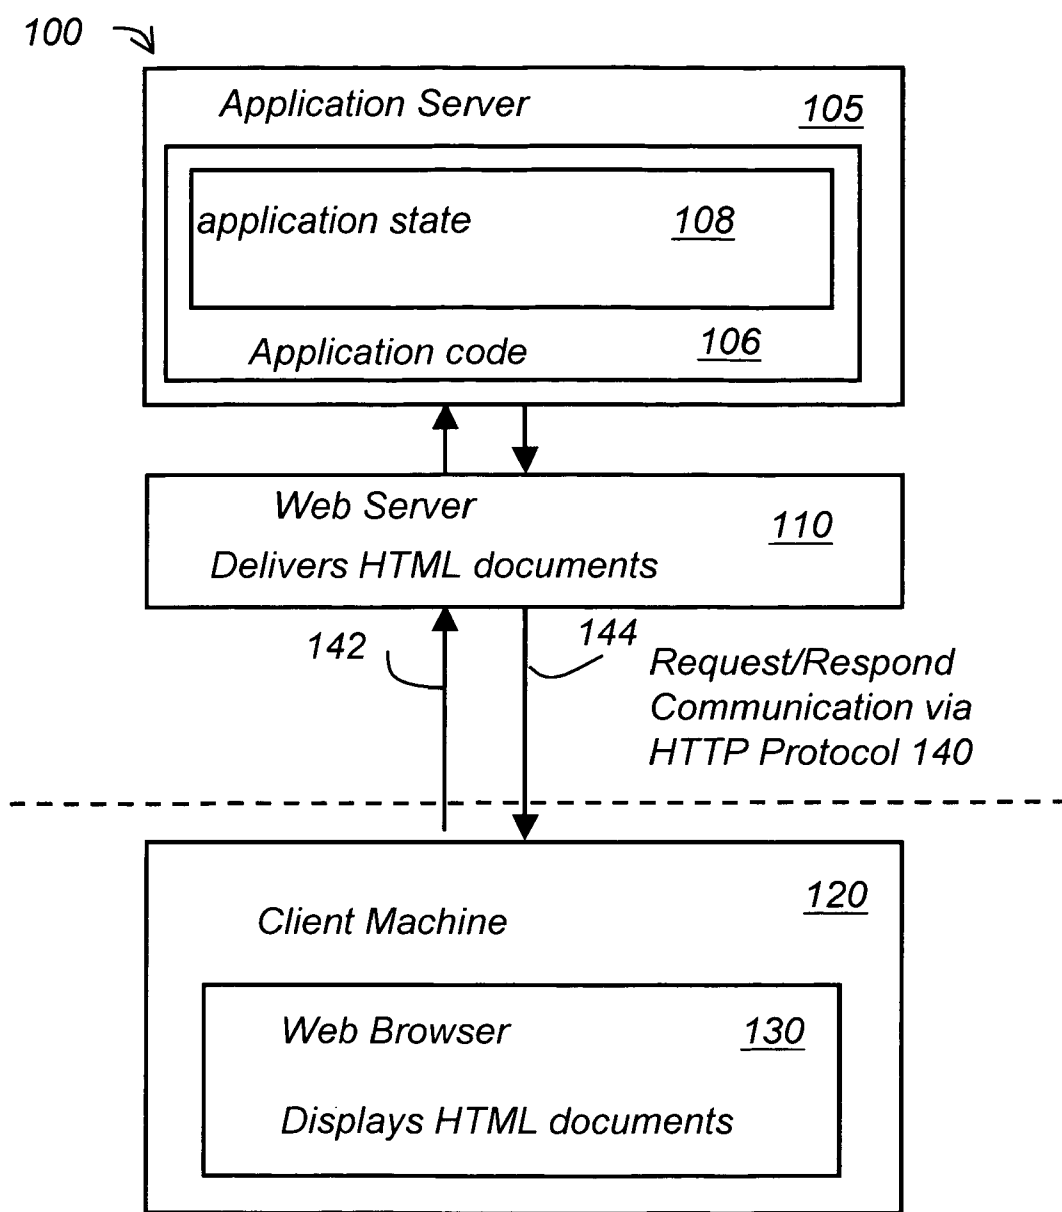 100
Application Server 105
application state 108
Application code 106
Web Server 110
Delivers HTML documents
142
144
Request/Respond
Communication via
HTTP Protocol 140
Client Machine 120
Web Browser 130
Displays HTML documents